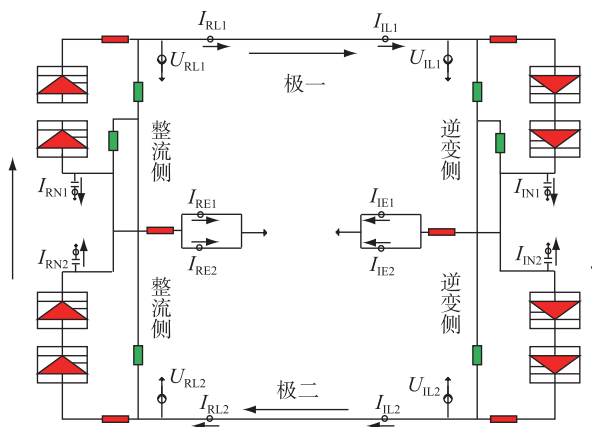 I_RL1
I_IL1
U_RL1
U_IL1
极一
整流侧
逆变侧
I_RN1
I_RE1
I_IE1
I_IN1
I_RN2
I_RE2
I_IE2
I_IN2
整流侧
逆变侧
U_RL2
极二
U_IL2
I_RL2
I_IL2